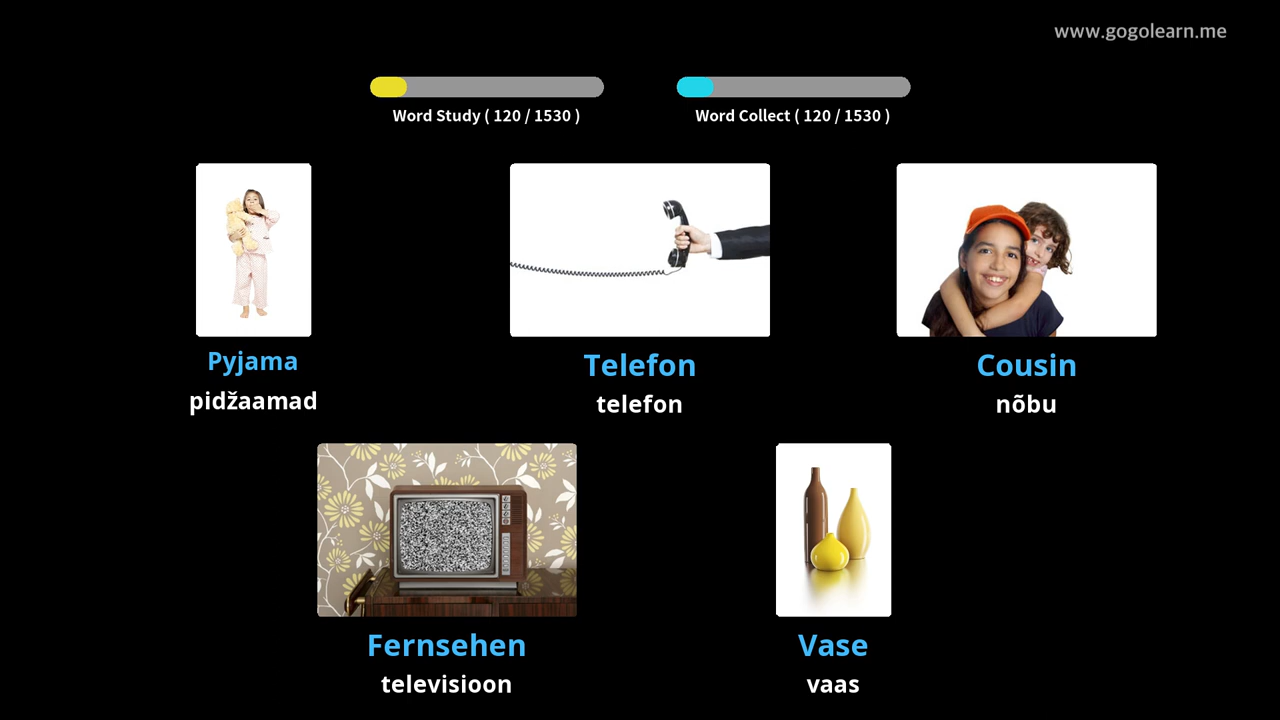 www.gogolearn.me
Word Study ( 120 / 1530 )
Word Collect ( 120 / 1530 )
Pyjama
pidžaamad
Telefon
telefon
Cousin
nõbu
Fernsehen
televisioon
Vase
vaas